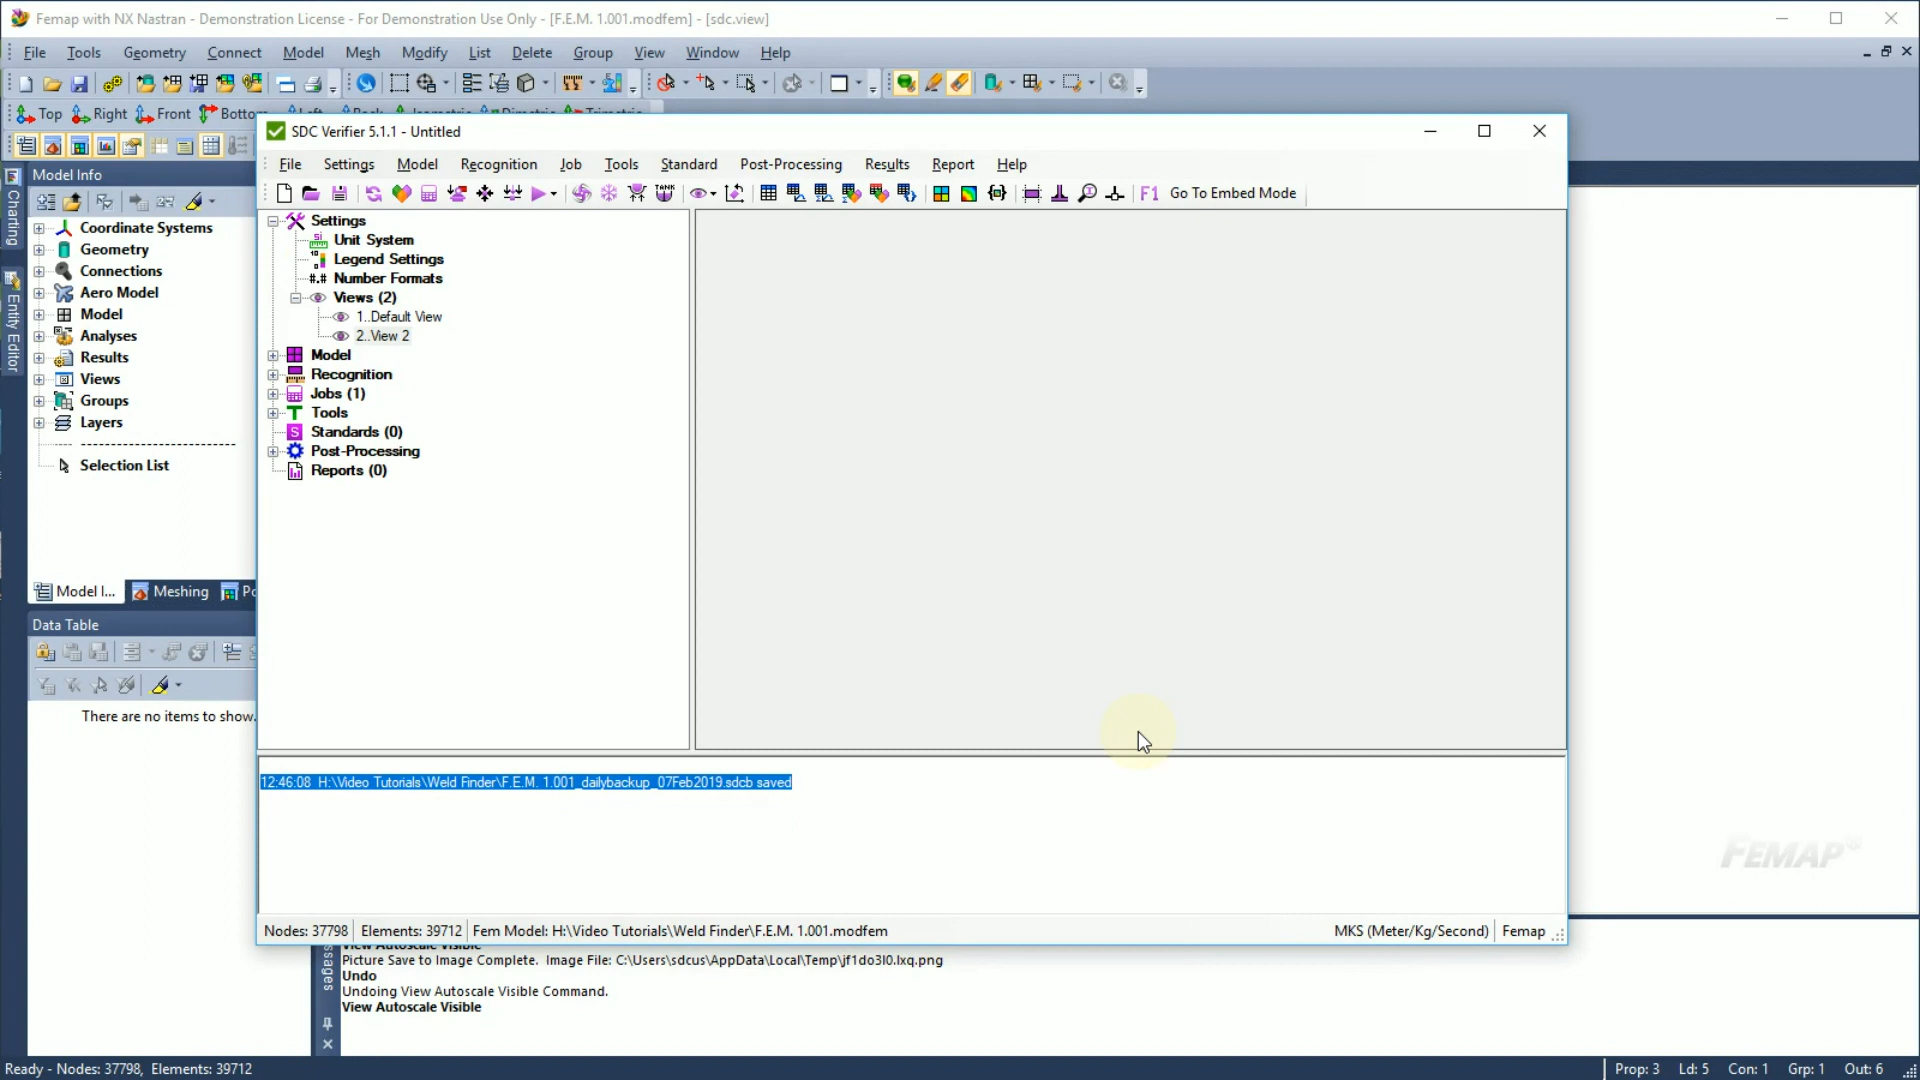 Femap with NX Nastran - Demonstration License - For Demonstration Use Only - [F.E.M. 1.001.modfem] - [sdc.view]
File Tools Geometry Connect Model Mesh Modify List Delete Group View Window Help
Top Right Front Bottom
Model Info
Coordinate Systems
Geometry
Connections
Aero Model
Model
Analyses
Results
Views
Groups
Layers
Selection List
Charting
Entity Editor
Model I... Meshing
Data Table
There are no items to show.
SDC Verifier 5.1.1 - Untitled
File Settings Model Recognition Job Tools Standard Post-Processing Results Report Help
TANK
F1 Go To Embed Mode
Settings
Unit System
Legend Settings
#.# Number Formats
Views (2)
1..Default View
2..View 2
Model
Recognition
Jobs (1)
Tools
Standards (0)
Post-Processing
Reports (0)
12:46:08 H:\Video Tutorials\Weld Finder\F.E.M. 1.001_dailybackup_07Feb2019.sdcb saved
Nodes: 37798 Elements: 39712 Fem Model: H:\Video Tutorials\Weld Finder\F.E.M. 1.001.modfem MKS (Meter/Kg/Second) Femap
FEMAP
View Autoscale Visible
Picture Save to Image Complete. Image File: C:\Users\sdcus\AppData\Local\Temp\jf1do3l0.lxq.png
Undo
Undoing View Autoscale Visible Command.
View Autoscale Visible
Ready - Nodes: 37798, Elements: 39712 Prop: 3 Ld: 5 Con: 1 Grp: 1 Out: 6